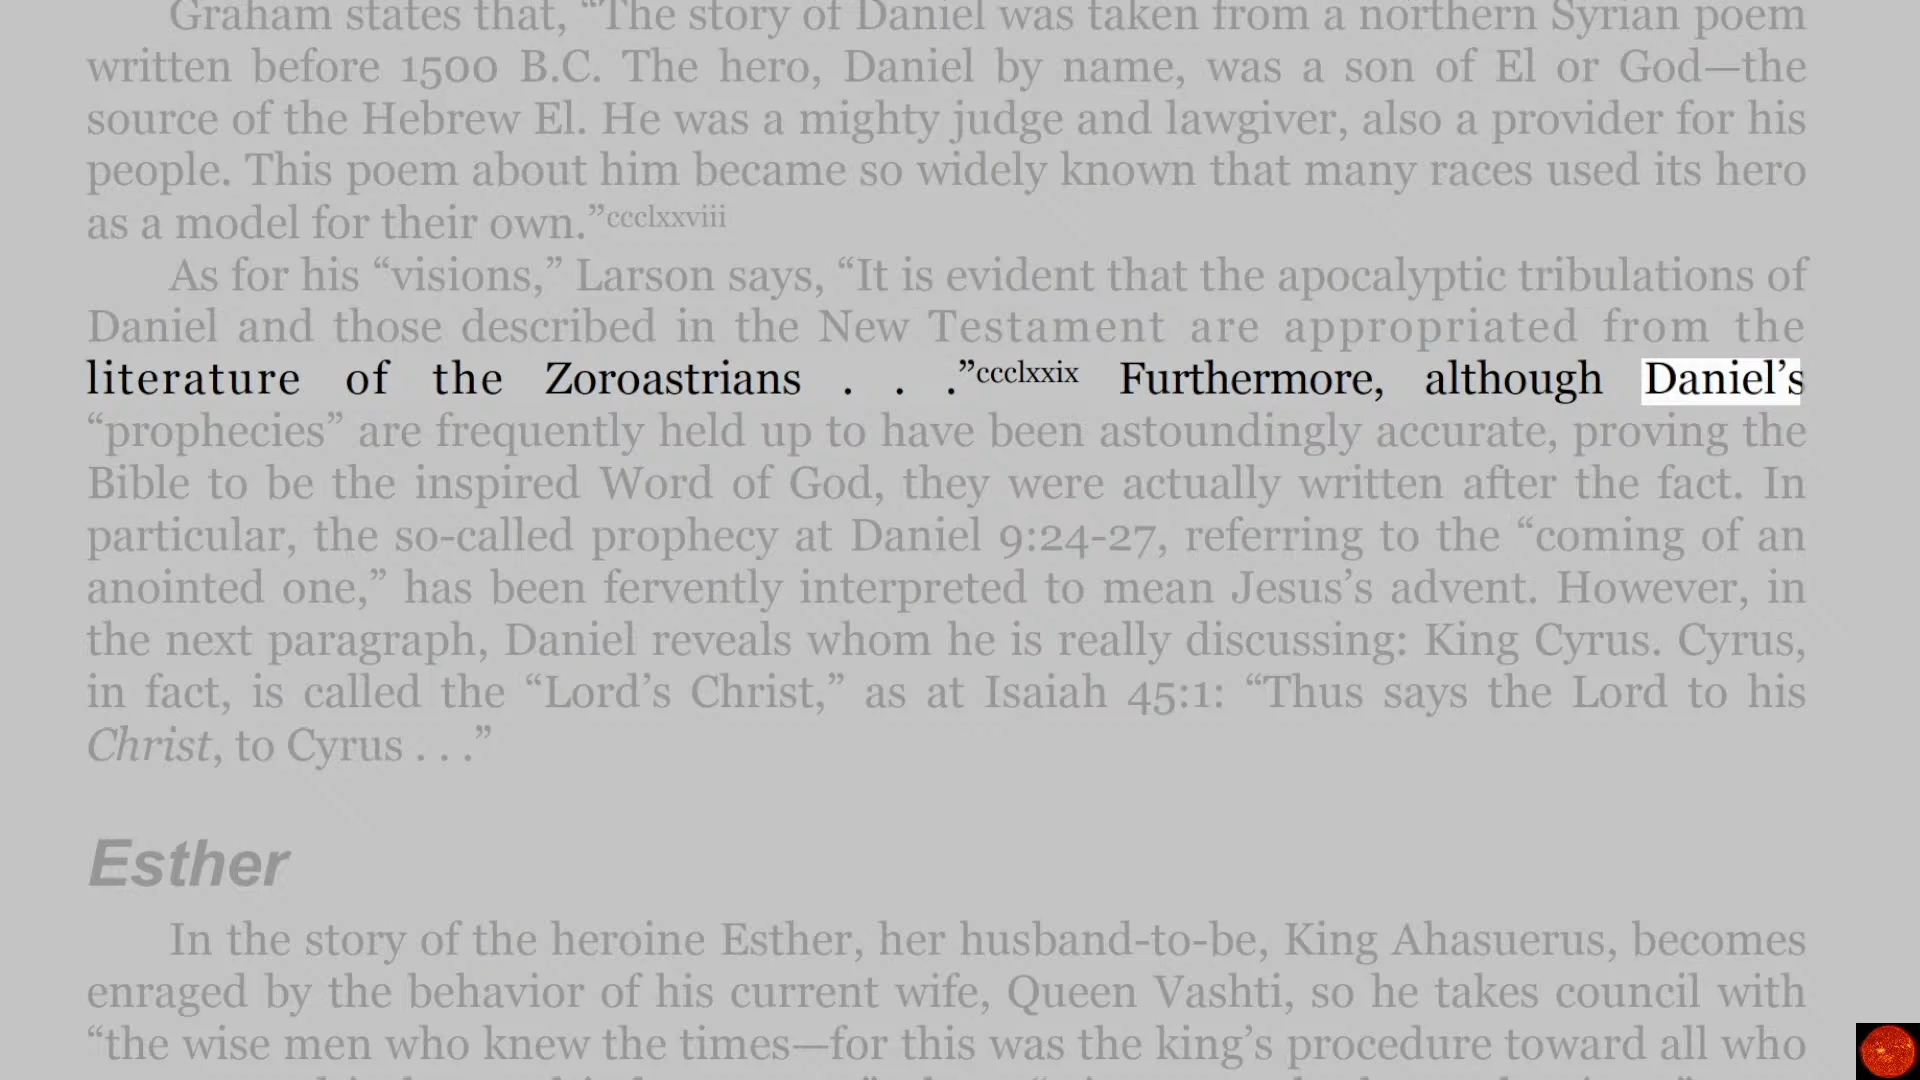 Graham states that, “The story of Daniel was taken from a northern Syrian poem
written before 1500 B.C. The hero, Daniel by name, was a son of El or God—the
source of the Hebrew El. He was a mighty judge and lawgiver, also a provider for his
people. This poem about him became so widely known that many races used its hero
as a model for their own.”ccclxxviii
As for his “visions,” Larson says, “It is evident that the apocalyptic tribulations of
Daniel and those described in the New Testament are appropriated from the
literature of the Zoroastrians . . .”ccclxxix Furthermore, although Daniel’s
“prophecies” are frequently held up to have been astoundingly accurate, proving the
Bible to be the inspired Word of God, they were actually written after the fact. In
particular, the so-called prophecy at Daniel 9:24-27, referring to the “coming of an
anointed one,” has been fervently interpreted to mean Jesus’s advent. However, in
the next paragraph, Daniel reveals whom he is really discussing: King Cyrus. Cyrus,
in fact, is called the “Lord’s Christ,” as at Isaiah 45:1: “Thus says the Lord to his
Christ, to Cyrus . . .”
Esther
In the story of the heroine Esther, her husband-to-be, King Ahasuerus, becomes
enraged by the behavior of his current wife, Queen Vashti, so he takes council with
“the wise men who knew the times—for this was the king’s procedure toward all who